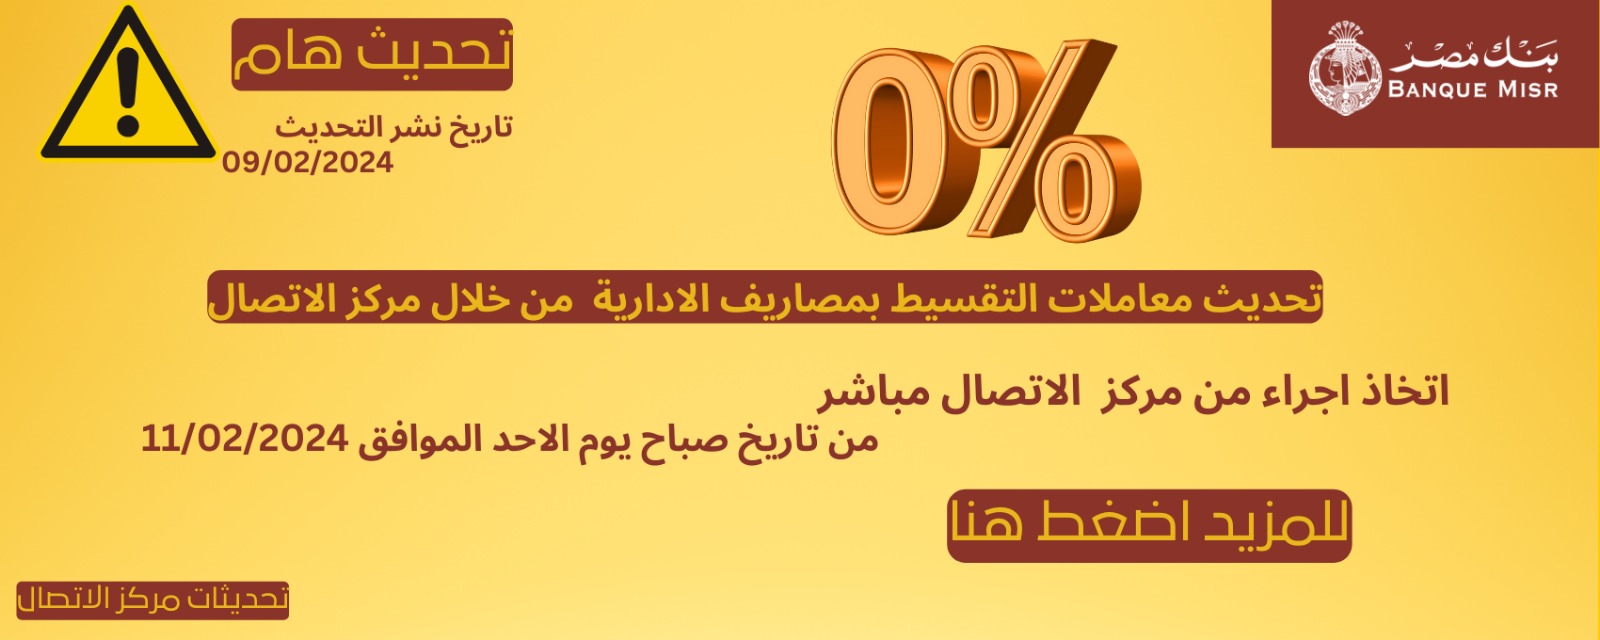 بنك مصر
BANQUE MISR
0%
تحديث هام
تاريخ نشر التحديث
09/02/2024
تحديث معاملات التقسيط بمصاريف الادارية من خلال مركز الاتصال
اتخاذ اجراء من مركز الاتصال مباشر
من تاريخ صباح يوم الاحد الموافق 11/02/2024
للمزيد اضغط هنا
تحديثات مركز الاتصال